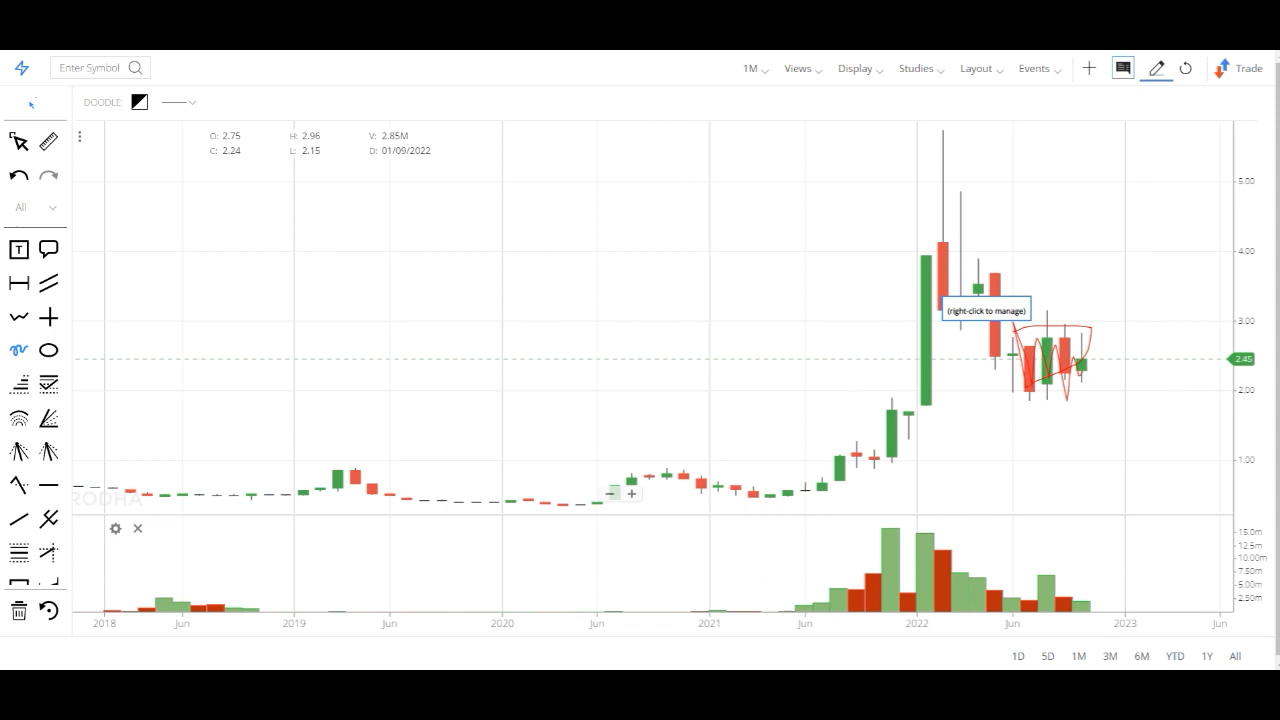 Enter Symbol
1M Views Display Studies Layout Events Trade
DOODLE:
O: 2.75 H: 2.96 V: 2.85M
C: 2.24 L: 2.15 D: 01/09/2022
All
T
5.00
4.00
(right-click to manage)
3.00
2.45
2.00
1.00
RODHA
15.0m
12.5m
10.00m
7.50m
5.00m
2.50m
2018 Jun 2019 Jun 2020 Jun 2021 Jun 2022 Jun 2023 Jun
1D 5D 1M 3M 6M YTD 1Y All